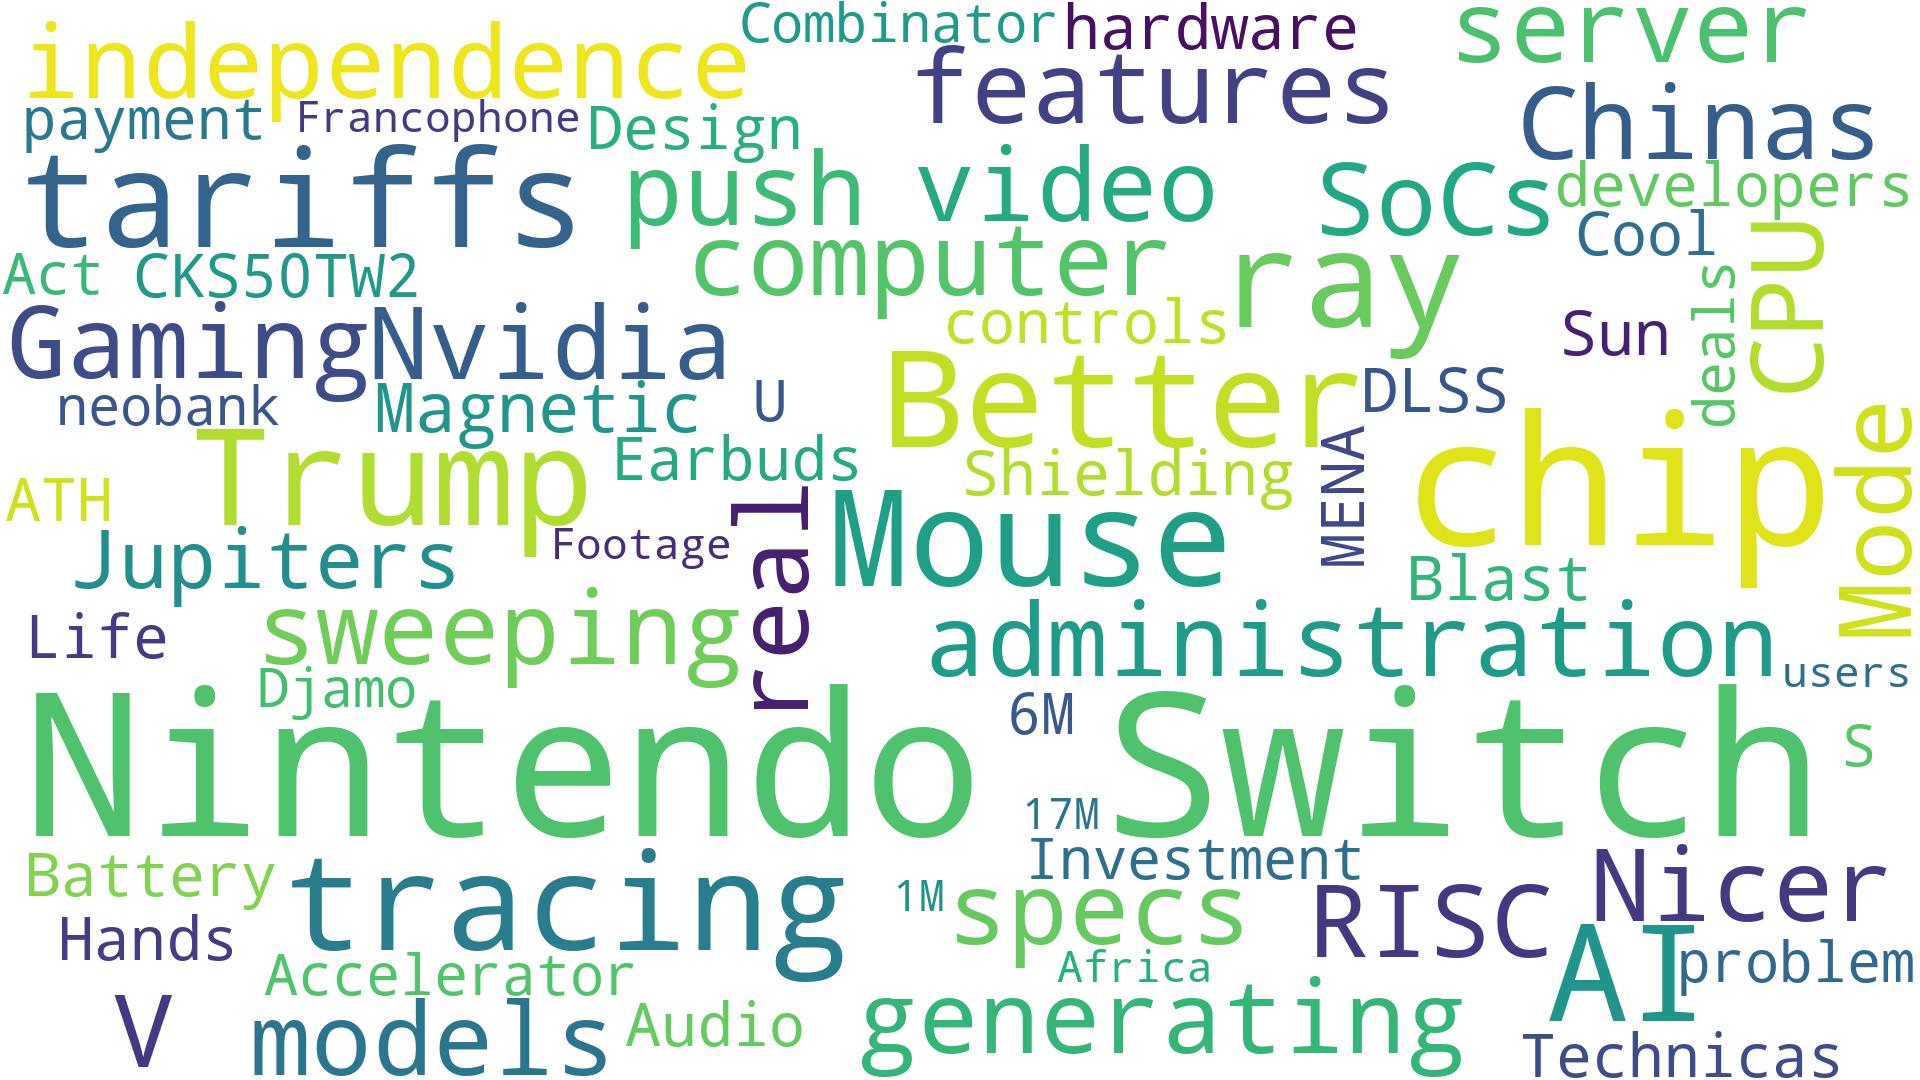 Combinator
hardware
server
independence
features
Chinas
payment
Francophone
Design
tariffs
push
video
SoCs
developers
Cool
CPU
computer
ray
Act
CKS50TW2
deals
Gaming
Nvidia
controls
Sun
neobank
Magnetic
U
Better
DLSS
Mode
Trump
Earbuds
Shielding
MENA
chip
ATH
real
Mouse
Jupiters
Footage
Blast
Life
sweeping
administration
users
Djamo
Nintendo
6M
Switch
S
17M
Battery
tracing
Investment
1M
specs
RISC
Nicer
Hands
AI
problem
Accelerator
Africa
V
models
Audio
generating
Technicas